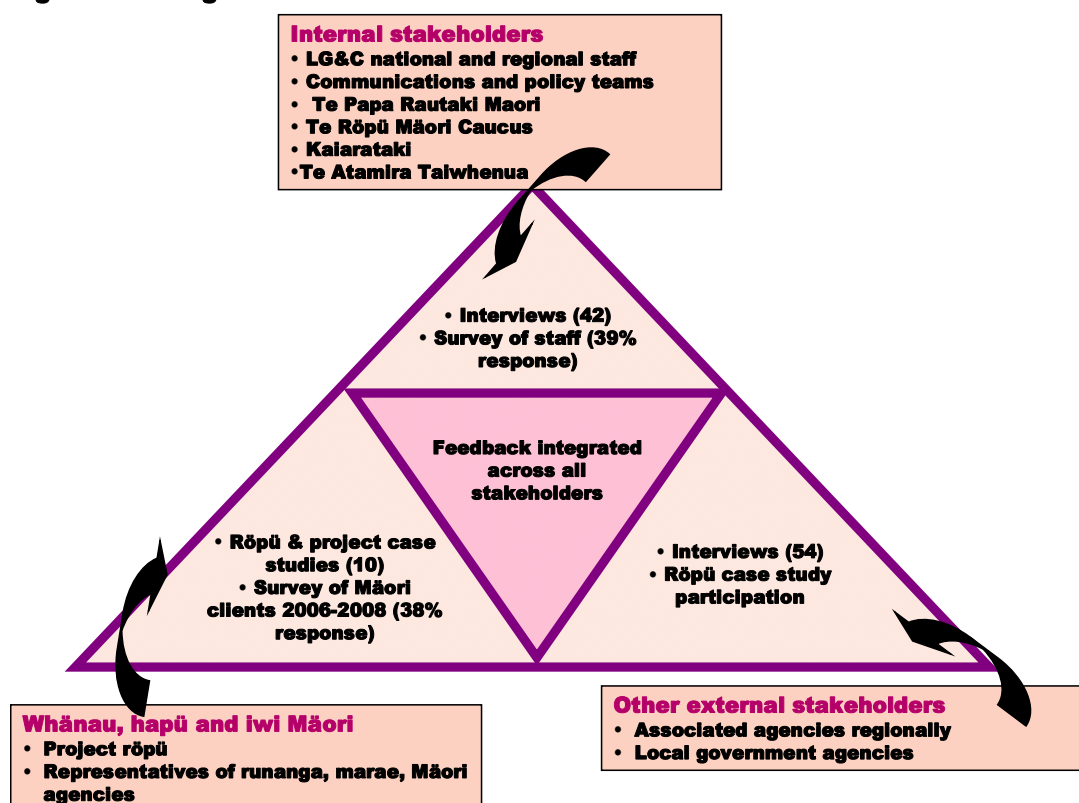 Internal stakeholders
• LG&C national and regional staff
• Communications and policy teams
• Te Papa Rautaki Maori
• Te Röpü Mäori Caucus
• Kaiarataki
•Te Atamira Taiwhenua
• Interviews (42)
• Survey of staff (39%
response)
Feedback integrated
across all
stakeholders
• Röpü & project case
studies (10)
• Survey of Mäori
clients 2006-2008 (38%
response)
• Interviews (54)
• Röpü case study
participation
Whänau, hapü and iwi Mäori
• Project röpü
• Representatives of runanga, marae, Mäori
agencies
Other external stakeholders
• Associated agencies regionally
• Local government agencies